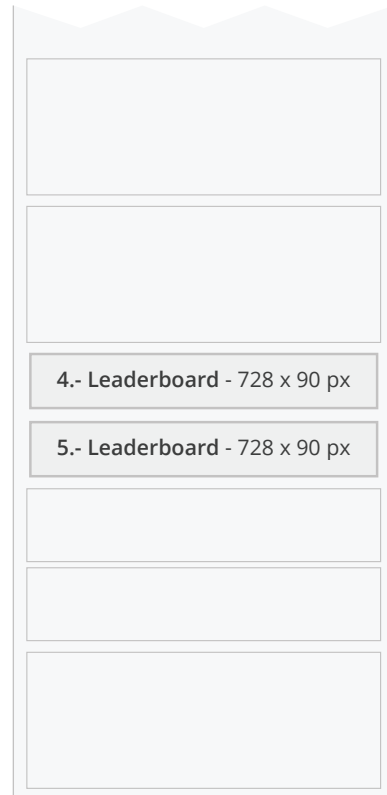 4.- Leaderboard - 728 x 90 px
5.- Leaderboard - 728 x 90 px